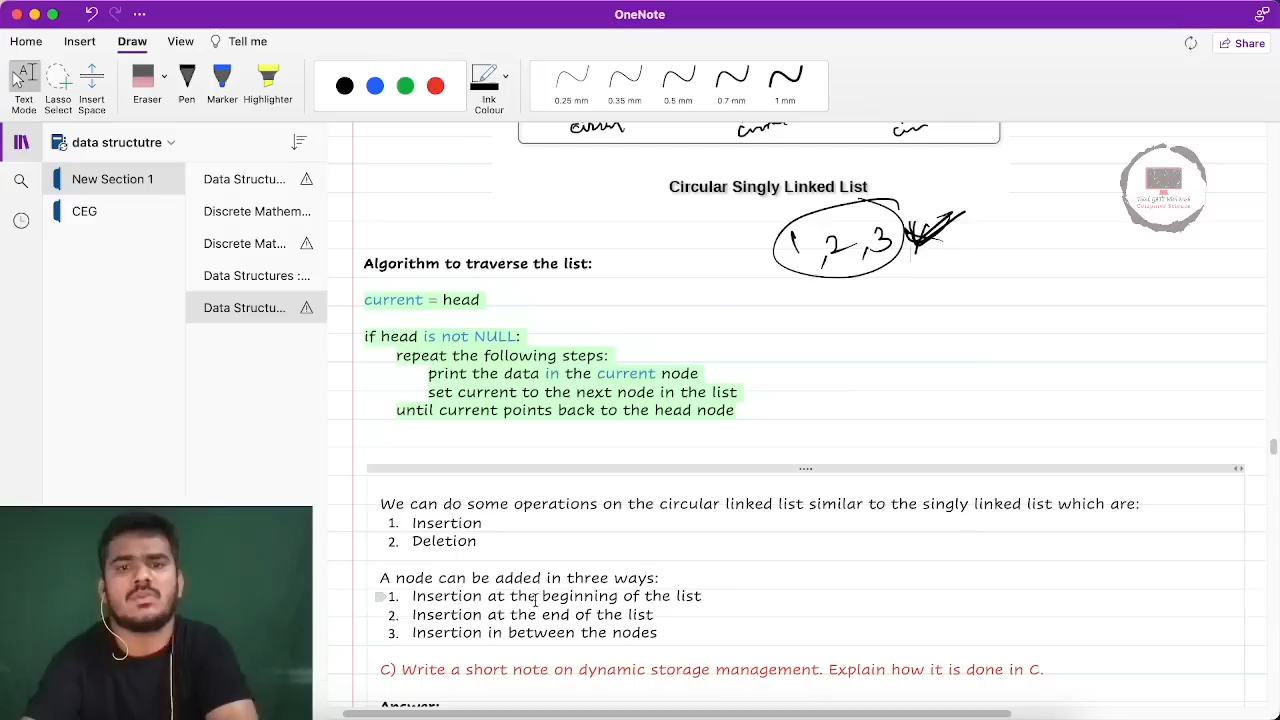 OneNote
Home Insert Draw View Tell me
Share
Text Mode
Lasso Select
Insert Space
Eraser
Pen
Marker
Highlighter
Ink Colour
0.25 mm 0.35 mm 0.5 mm 0.7 mm 1 mm
data structutre
New Section 1
CEG
Data Structu...
Discrete Mathem...
Discrete Mat...
Data Structures :...
Data Structu...
Circular Singly Linked List
1, 2, 3
Algorithm to traverse the list:
current = head
if head is not NULL:
repeat the following steps:
print the data in the current node
set current to the next node in the list
until current points back to the head node
We can do some operations on the circular linked list similar to the singly linked list which are:
1. Insertion
2. Deletion
A node can be added in three ways:
1. Insertion at the beginning of the list
2. Insertion at the end of the list
3. Insertion in between the nodes
C) Write a short note on dynamic storage management. Explain how it is done in C.
Answer: